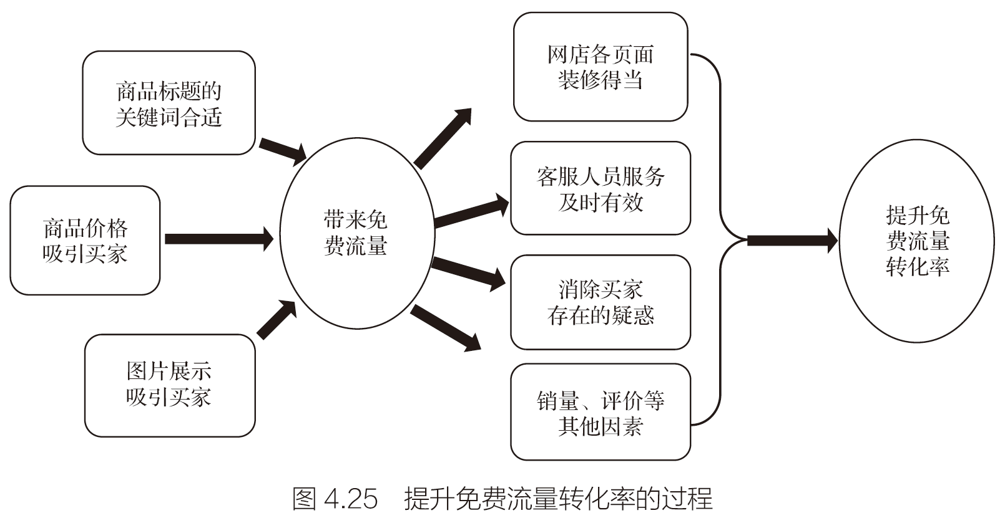 商品标题的
关键词合适
商品价格
吸引买家
图片展示
吸引买家
带来免
费流量
网店各页面
装修得当
客服人员服务
及时有效
消除买家
存在的疑惑
销量、评价等
其他因素
提升免
费流量
转化率
图 4.25 提升免费流量转化率的过程